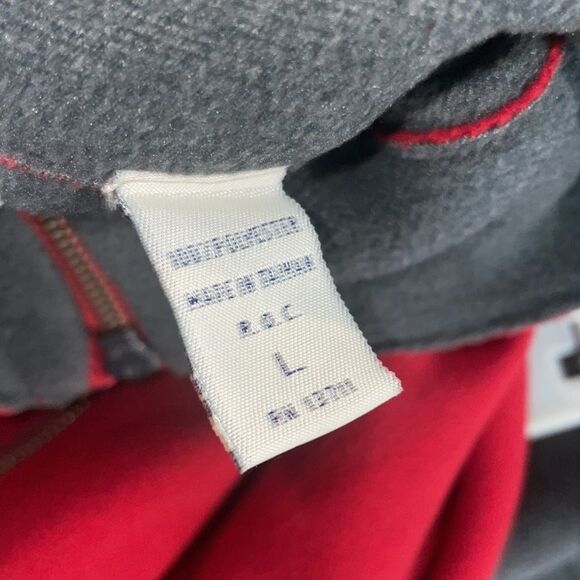 100% POLYESTER
MADE IN TAIWAN
R.O.C.
L
RN